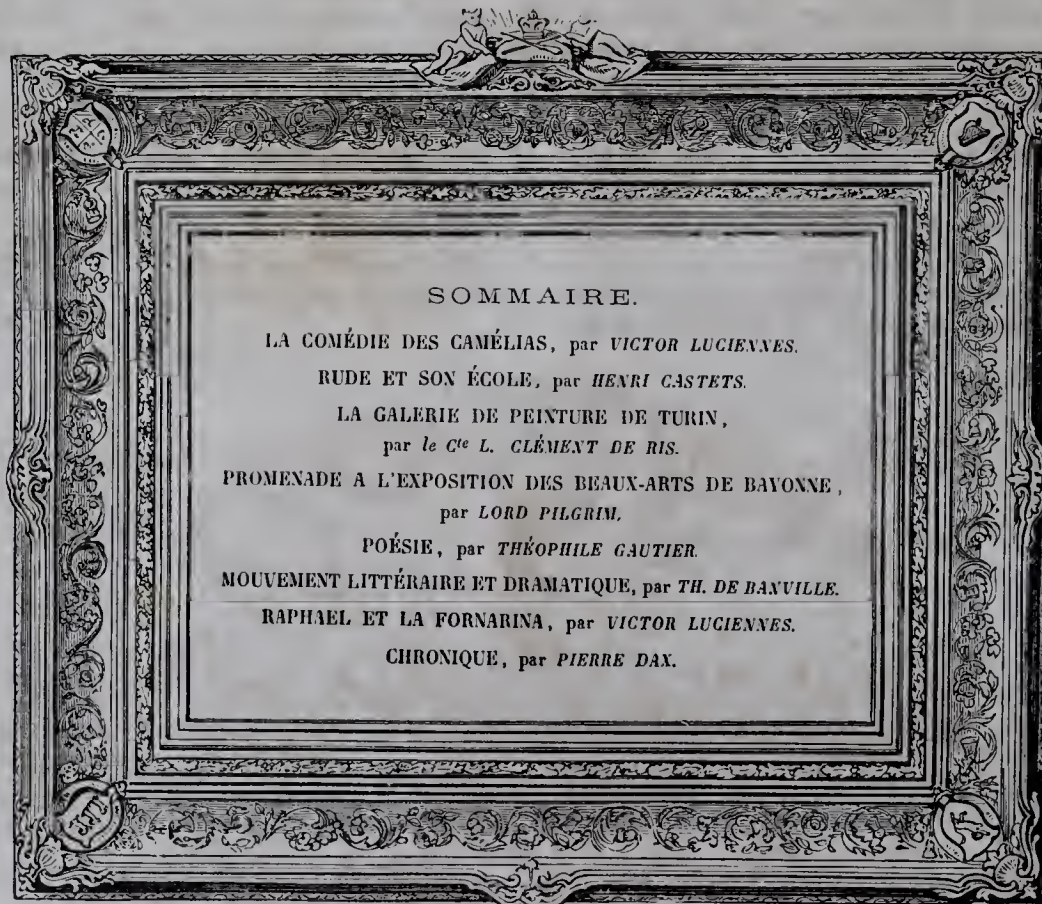 SOMMAIRE.
LA COMÉDIE DES CAMÉLIAS, par VICTOR LUCIENNES.
RUDE ET SON ÉCOLE, par HENRI CASTETS.
LA GALERIE DE PEINTURE DE TURIN,
par le Cte L. CLÉMENT DE RIS.
PROMENADE A L'EXPOSITION DES BEAUX-ARTS DE BAYONNE,
par LORD PILGRIM.
POÉSIE, par THÉOPHILE GAUTIER.
MOUVEMENT LITTÉRAIRE ET DRAMATIQUE, par TH. DE BANVILLE.
RAPHAEL ET LA FORNARINA, par VICTOR LUCIENNES.
CHRONIQUE, par PIERRE DAX.